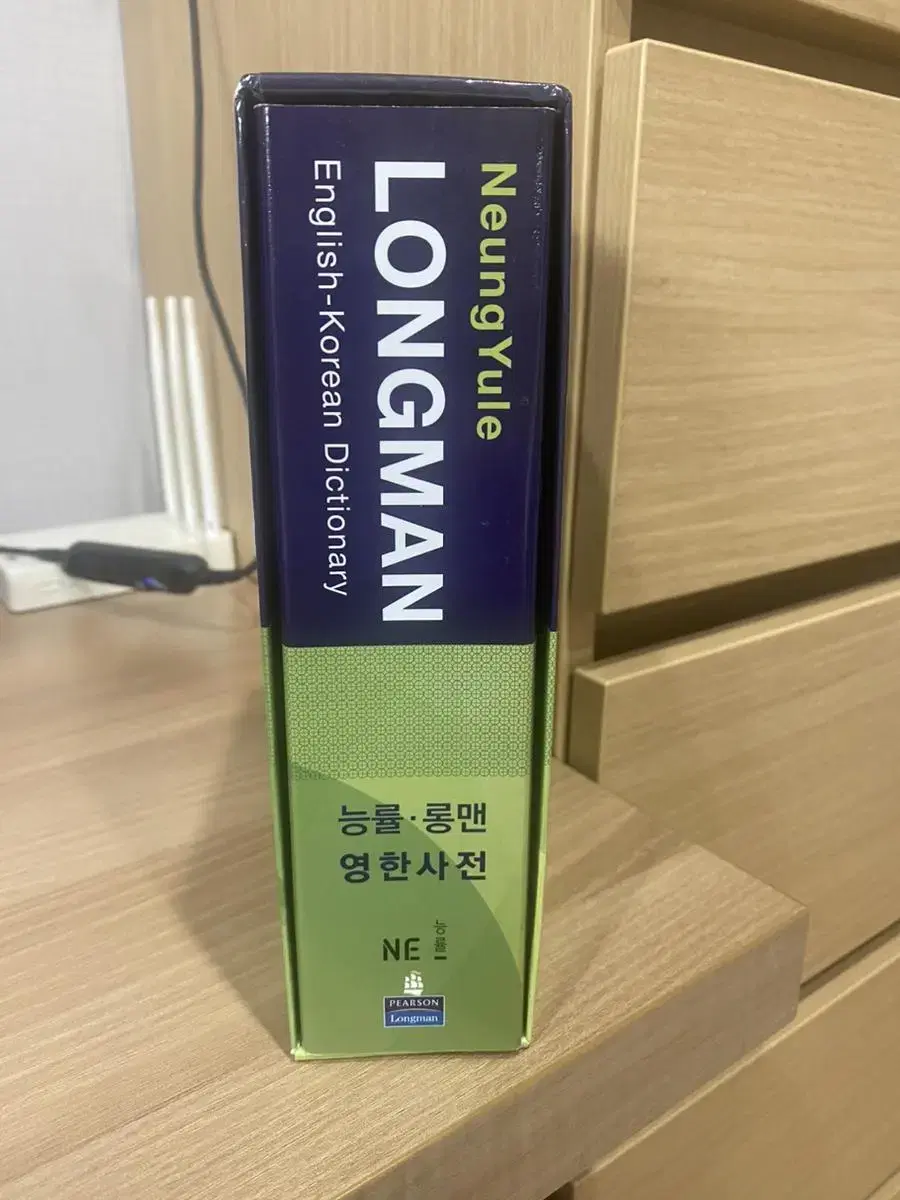 NeungYule
LONGMAN
English-Korean Dictionary
능률·롱맨
영한사전
NE 능률
PEARSON
Longman